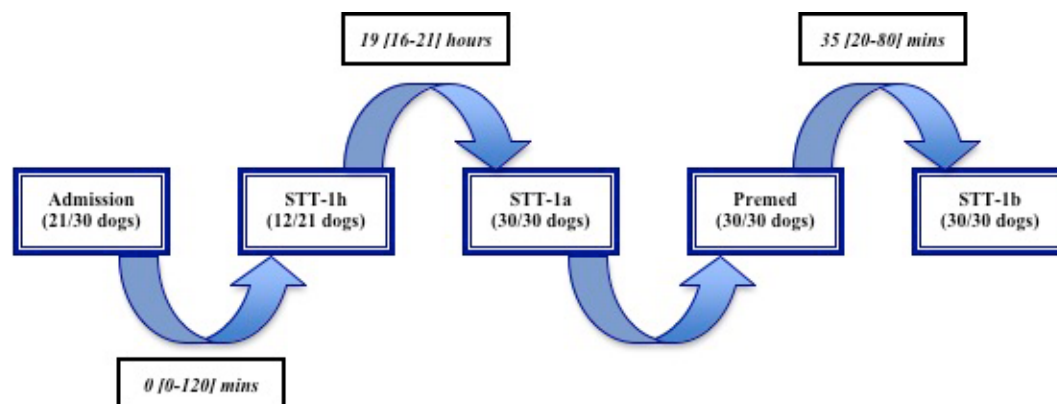 19 [16-21] hours
35 [20-80] mins
Admission
(21/30 dogs)
STT-1h
(12/21 dogs)
STT-1a
(30/30 dogs)
Premed
(30/30 dogs)
STT-1b
(30/30 dogs)
0 [0-120] mins